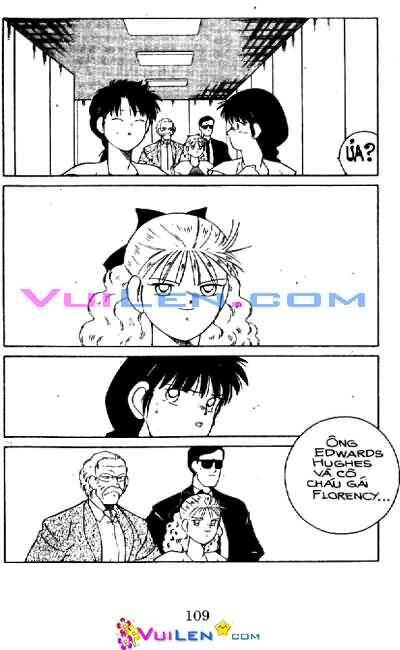 ỦA?
VUILEN.COM
ÔNG
EDWARDS
HUGHES
VÀ CÔ
CHÁU GÁI
FLORENCY...
109
VUILEN.COM